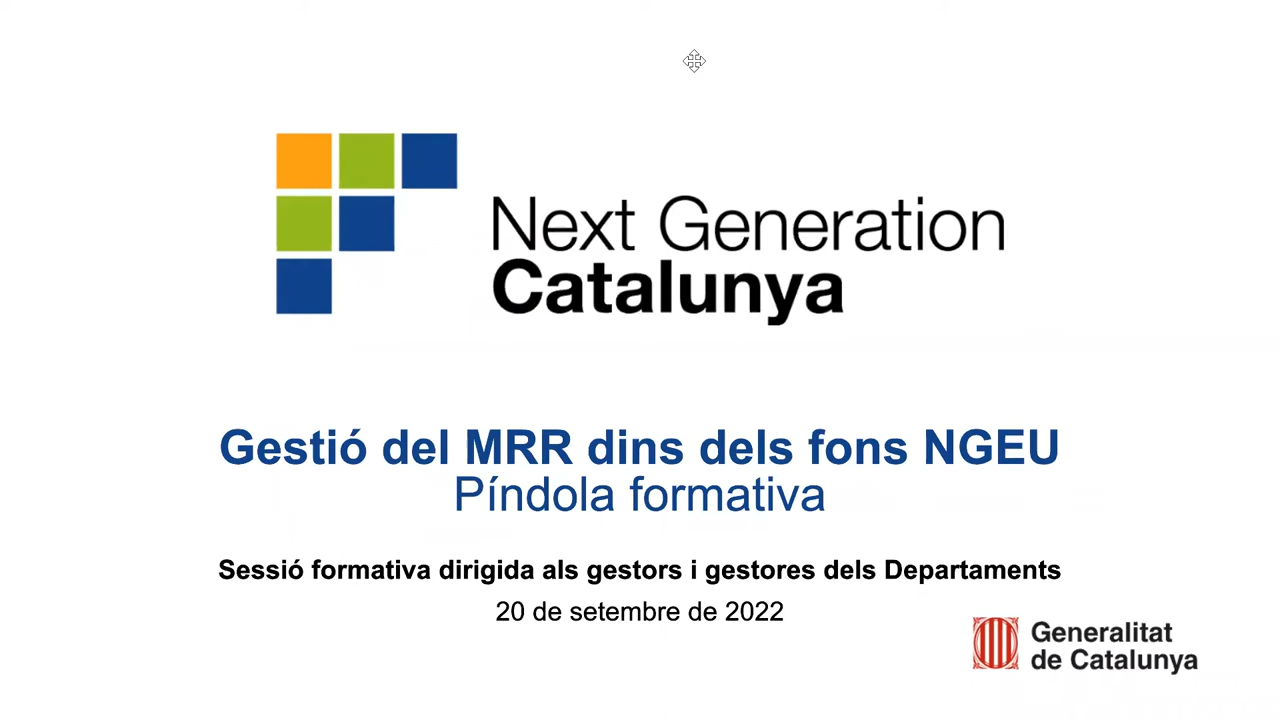 Next Generation
Catalunya
Gestió del MRR dins dels fons NGEU
Píndola formativa
Sessió formativa dirigida als gestors i gestores dels Departaments
20 de setembre de 2022
Generalitat
de Catalunya